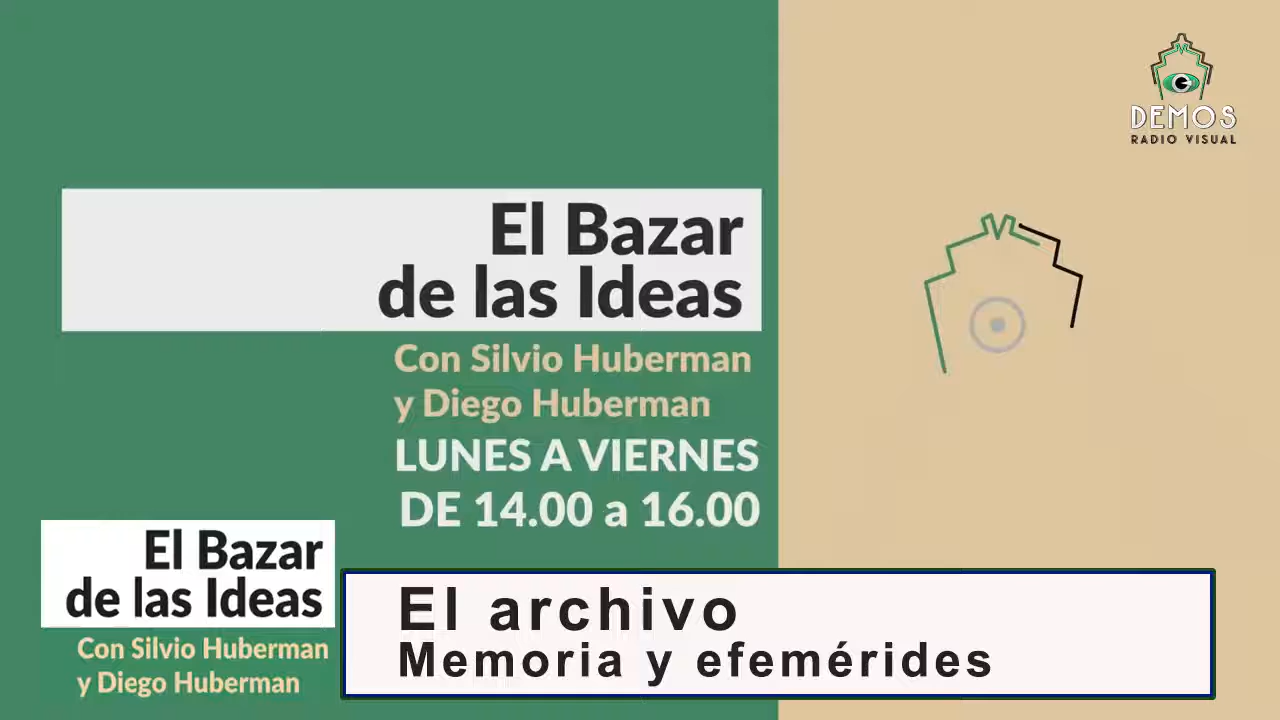 DEMOS
RADIO VISUAL
El Bazar
de las Ideas
Con Silvio Huberman
y Diego Huberman
LUNES A VIERNES
DE 14.00 a 16.00
El Bazar
de las Ideas
Con Silvio Huberman
y Diego Huberman
El archivo
Memoria y efemérides